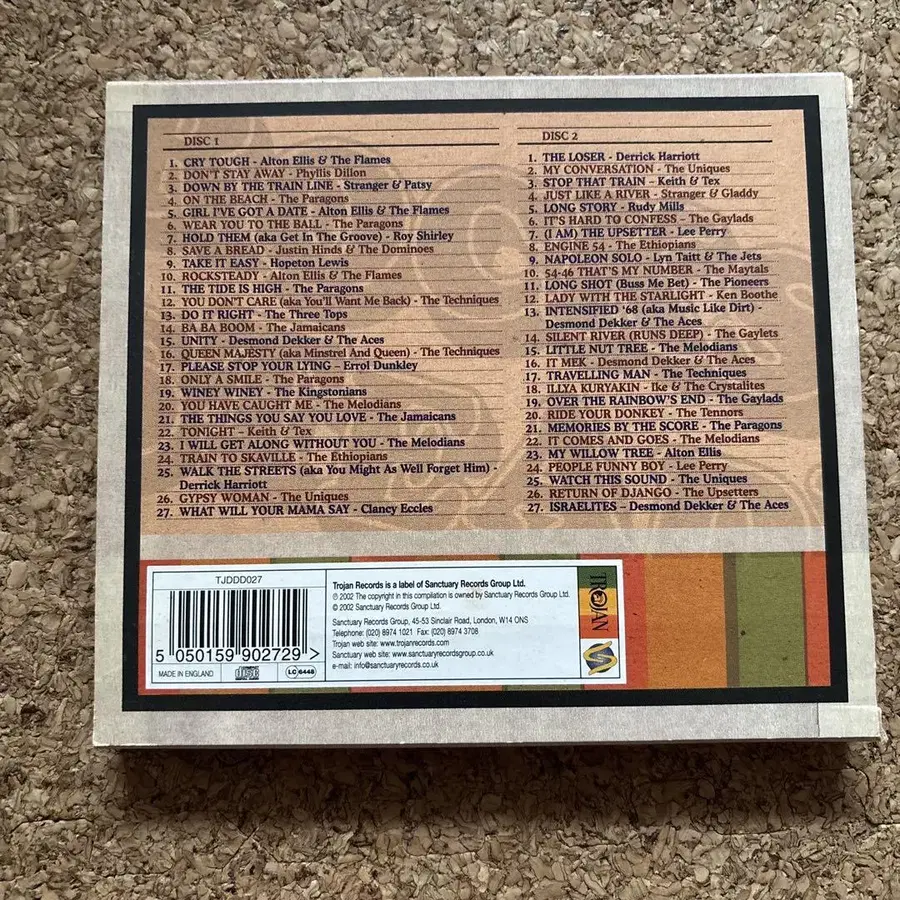 DISC 1
1. CRY TOUGH - Alton Ellis & The Flames
2. DON'T STAY AWAY - Phyllis Dillon
3. DOWN BY THE TRAIN LINE - Stranger & Patsy
4. ON THE BEACH - The Paragons
5. GIRL I'VE GOT A DATE - Alton Ellis & The Flames
6. WEAR YOU TO THE BALL - The Paragons
7. HOLD THEM (aka Get In The Groove) - Roy Shirley
8. SAVE A BREAD - Justin Hinds & The Dominoes
9. TAKE IT EASY - Hopeton Lewis
10. ROCKSTEADY - Alton Ellis & The Flames
11. THE TIDE IS HIGH - The Paragons
12. YOU DON'T CARE (aka You'll Want Me Back) - The Techniques
13. DO IT RIGHT - The Three Tops
14. BA BA BOOM - The Jamaicans
15. UNITY - Desmond Dekker & The Aces
16. QUEEN MAJESTY (aka Minstrel And Queen) - The Techniques
17. PLEASE STOP YOUR LYING - Errol Dunkley
18. ONLY A SMILE - The Paragons
19. WINEY WINEY - The Kingstonians
20. YOU HAVE CAUGHT ME - The Melodians
21. THE THINGS YOU SAY YOU LOVE - The Jamaicans
22. TONIGHT - Keith & Tex
23. I WILL GET ALONG WITHOUT YOU - The Melodians
24. TRAIN TO SKAVILLE - The Ethiopians
25. WALK THE STREETS (aka You Might As Well Forget Him) -
Derrick Harriott
26. GYPSY WOMAN - The Uniques
27. WHAT WILL YOUR MAMA SAY - Clancy Eccles
DISC 2
1. THE LOSER - Derrick Harriott
2. MY CONVERSATION - The Uniques
3. STOP THAT TRAIN - Keith & Tex
4. JUST LIKE A RIVER - Stranger & Gladdy
5. LONG STORY - Rudy Mills
6. IT'S HARD TO CONFESS - The Gaylads
7. (I AM) THE UPSETTER - Lee Perry
8. ENGINE 54 - The Ethiopians
9. NAPOLEON SOLO - Lyn Taitt & The Jets
10. 54-46 THAT'S MY NUMBER - The Maytals
11. LONG SHOT (Buss Me Bet) - The Pioneers
12. LADY WITH THE STARLIGHT - Ken Boothe
13. INTENSIFIED '68 (aka Music Like Dirt) -
Desmond Dekker & The Aces
14. SILENT RIVER (RUNS DEEP) - The Gaylets
15. LITTLE NUT TREE - The Melodians
16. IT MEK - Desmond Dekker & The Aces
17. TRAVELLING MAN - The Techniques
18. ILLYA KURYAKIN - Ike & The Crystalites
19. OVER THE RAINBOW'S END - The Gaylads
20. RIDE YOUR DONKEY - The Tennors
21. MEMORIES BY THE SCORE - The Paragons
22. IT COMES AND GOES - The Melodians
23. MY WILLOW TREE - Alton Ellis
24. PEOPLE FUNNY BOY - Lee Perry
25. WATCH THIS SOUND - The Uniques
26. RETURN OF DJANGO - The Upsetters
27. ISRAELITES - Desmond Dekker & The Aces
TJDDD027
5 050159 902729 >
MADE IN ENGLAND
COMPACT disc DIGITAL AUDIO
LC 6448
Trojan Records is a label of Sanctuary Records Group Ltd.
℗ 2002 The copyright in this compilation is owned by Sanctuary Records Group Ltd.
© 2002 Sanctuary Records Group Ltd.
Sanctuary Records Group, 45-53 Sinclair Road, London, W14 0NS
Telephone: (020) 8974 1021 Fax: (020) 8974 3708
Trojan web site: www.trojanrecords.com
Sanctuary web site: www.sanctuaryrecordsgroup.co.uk
e-mail: info@sanctuaryrecords.co.uk
TROJAN